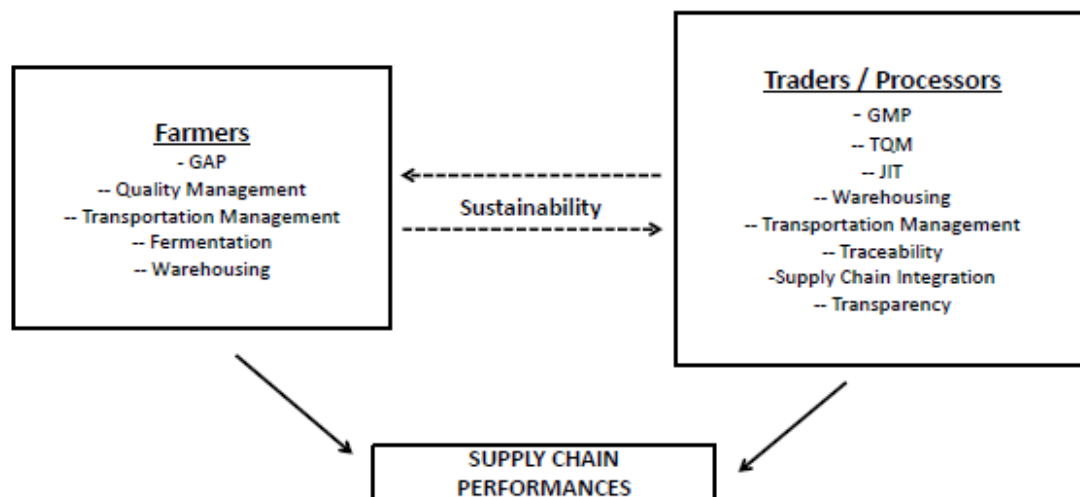 Farmers
- GAP
-- Quality Management
-- Transportation Management
-- Fermentation
-- Warehousing
Sustainability
Traders / Processors
- GMP
-- TQM
-- JIT
-- Warehousing
-- Transportation Management
-- Traceability
-Supply Chain Integration
-- Transparency
SUPPLY CHAIN
PERFORMANCES